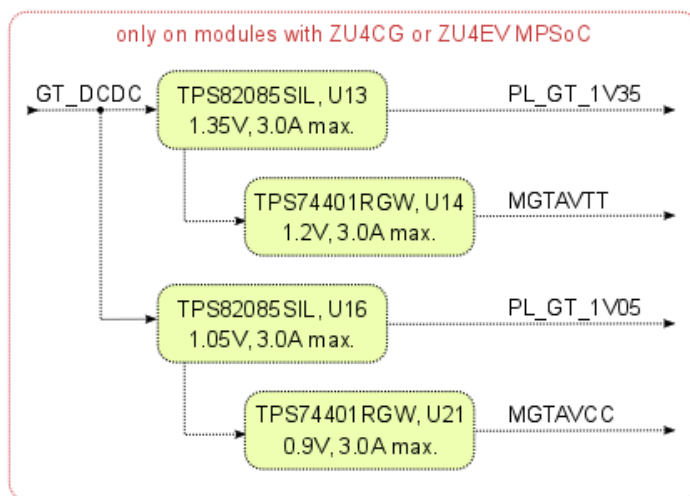 only on modules with ZU4CG or ZU4EV MPSoC
GT_DCDC
TPS82085SIL, U13
1.35V, 3.0A max.
PL_GT_1V35
TPS74401RGW, U14
1.2V, 3.0A max.
MGTAVTT
TPS82085SIL, U16
1.05V, 3.0A max.
PL_GT_1V05
TPS74401RGW, U21
0.9V, 3.0A max.
MGTAVCC